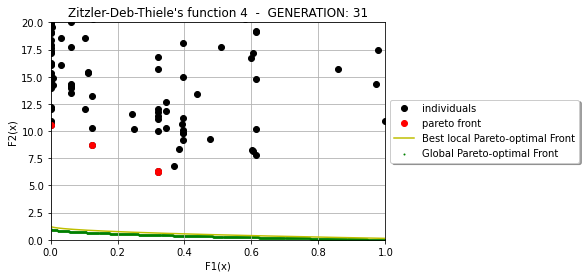 Zitzler-Deb-Thiele's function 4 - GENERATION: 31
F2(x)
20.0
17.5
15.0
12.5
10.0
7.5
5.0
2.5
0.0
0.0 0.2 0.4 0.6 0.8 1.0
F1(x)
individuals
pareto front
Best local Pareto-optimal Front
Global Pareto-optimal Front